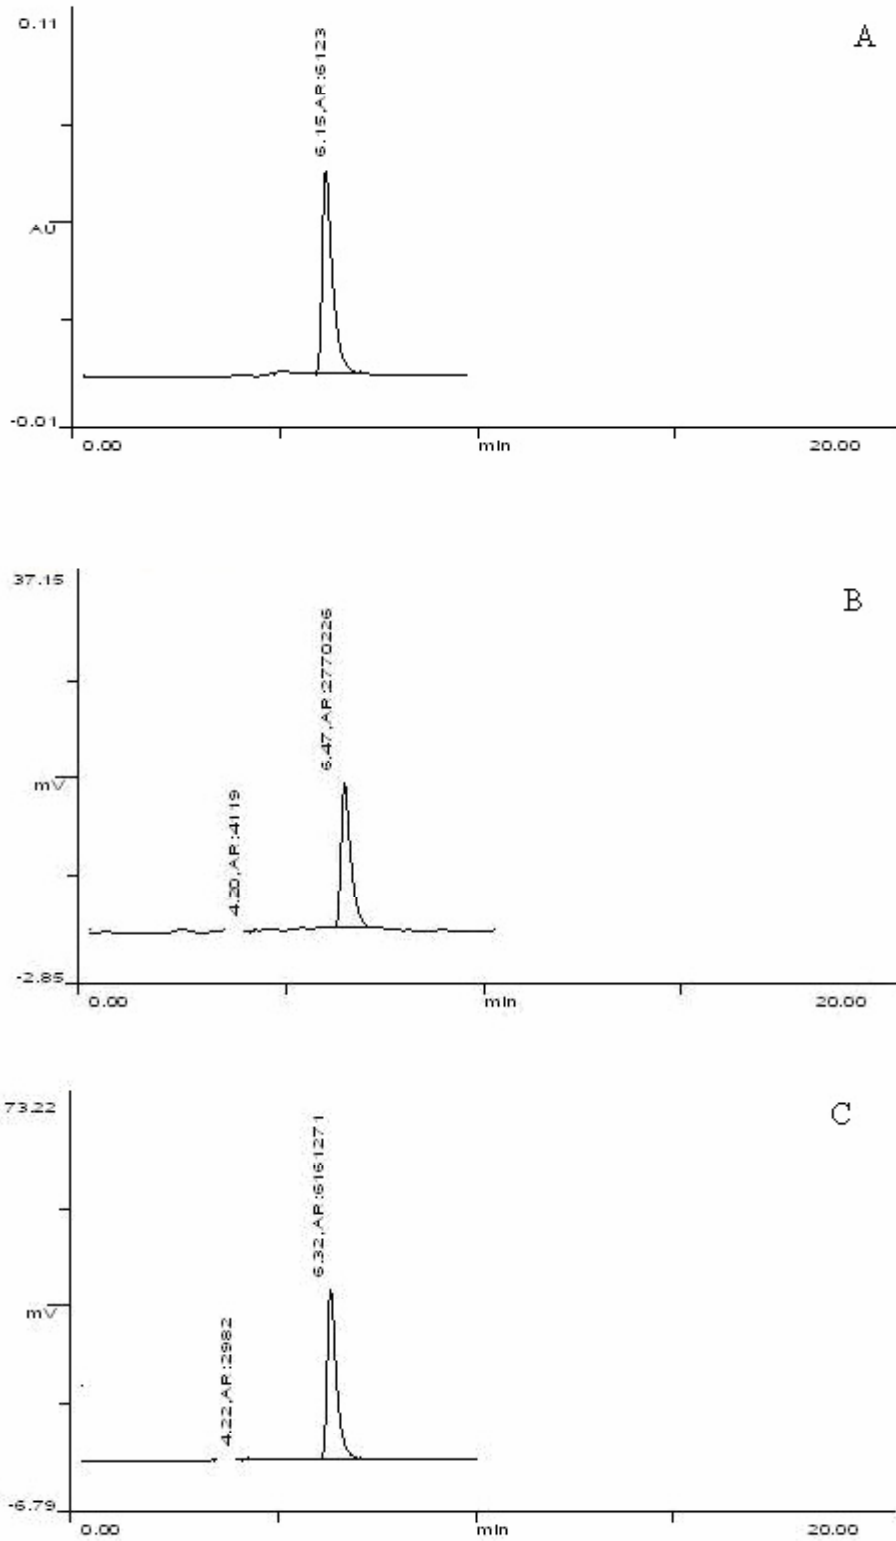 0.11
A
6.15,AR:6123
AU
-0.01
0.00
min
20.00
37.15
B
6.47,AR:2770226
mV
4.20,AR:4119
-2.85
0.00
min
20.00
73.22
C
6.32,AR:6161271
mV
4.22,AR:2982
-6.79
0.00
min
20.00